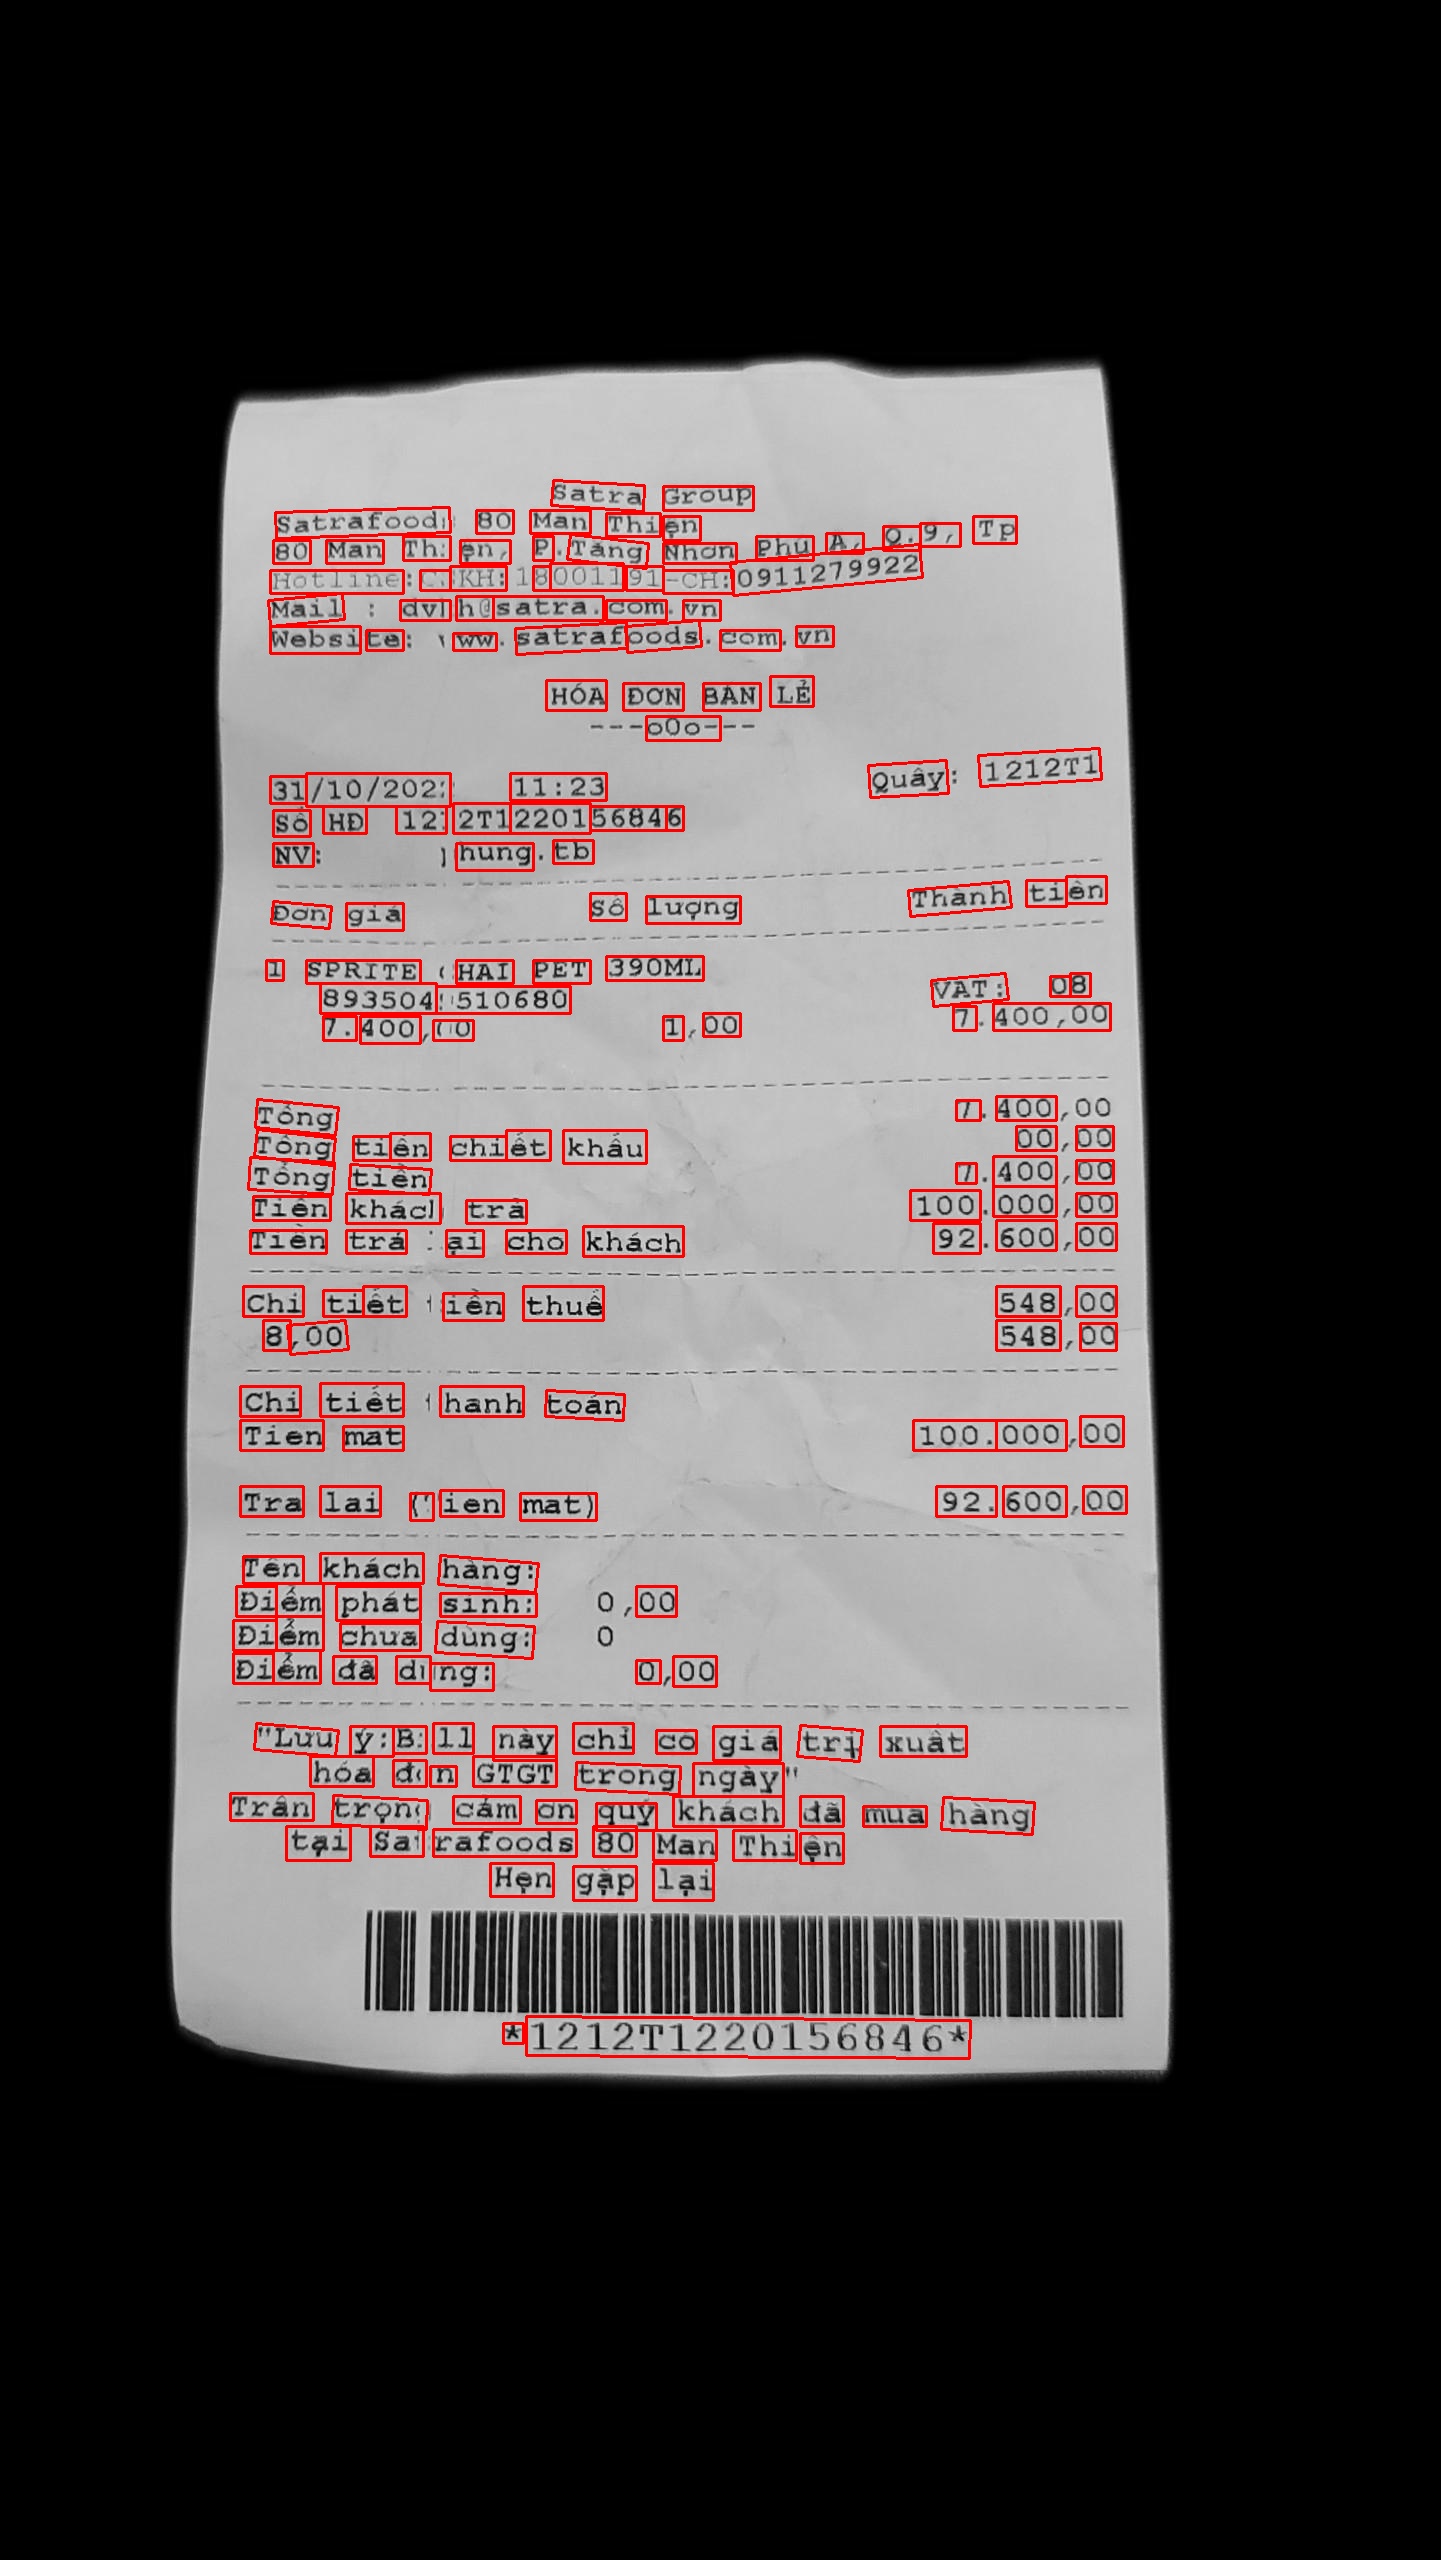 Satra Group
Satrafoods 80 Man Thiện
80 Man Thiện, P.Tăng Nhơn Phú A, Q.9, Tp
Hotline: CSKH: 18001191-CH:0911279922
Mail : dvkh@satra.com.vn
Website: www.satrafoods.com.vn
HÓA ĐƠN BÁN LẺ
---oOo---
31/10/202 11:23 Quầy: 1212T1
Số HĐ 1212T1220156846
NV: hung.tb
Đơn giá Số lượng Thành tiền
1 SPRITE CHAI PET 390ML
893504 510680 VAT: 08
7.400,00 1,00 7.400,00
Tổng 7.400,00
Tổng tiền chiết khấu 00,00
Tổng tiền 7.400,00
Tiền khách trả 100.000,00
Tiền trả lại cho khách 92.600,00
Chi tiết tiền thuế 548,00
8,00 548,00
Chi tiết thanh toán
Tien mat 100.000,00
Tra lai (Tien mat) 92.600,00
Tên khách hàng:
Điểm phát sinh: 0,00
Điểm chưa dùng: 0
Điểm đã dùng: 0,00
"Lưu ý:Bill này chỉ có giá trị xuất
hóa đơn GTGT trong ngày"
Trân trọng cám ơn quý khách đã mua hàng
tại Satrafoods 80 Man Thiện
Hẹn gặp lại
*1212T1220156846*